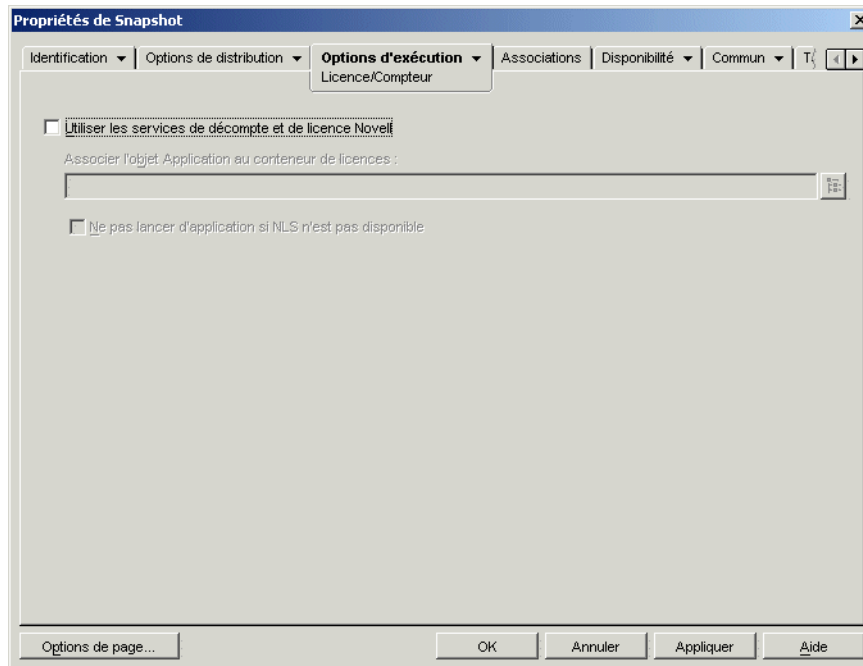 Propriétés de Snapshot
Identification
Options de distribution
Options d'exécution
Licence/Compteur
Associations
Disponibilité
Commun
Utiliser les services de décompte et de licence Novell
Associer l'objet Application au conteneur de licences :
Ne pas lancer d'application si NLS n'est pas disponible
Options de page...
OK
Annuler
Appliquer
Aide